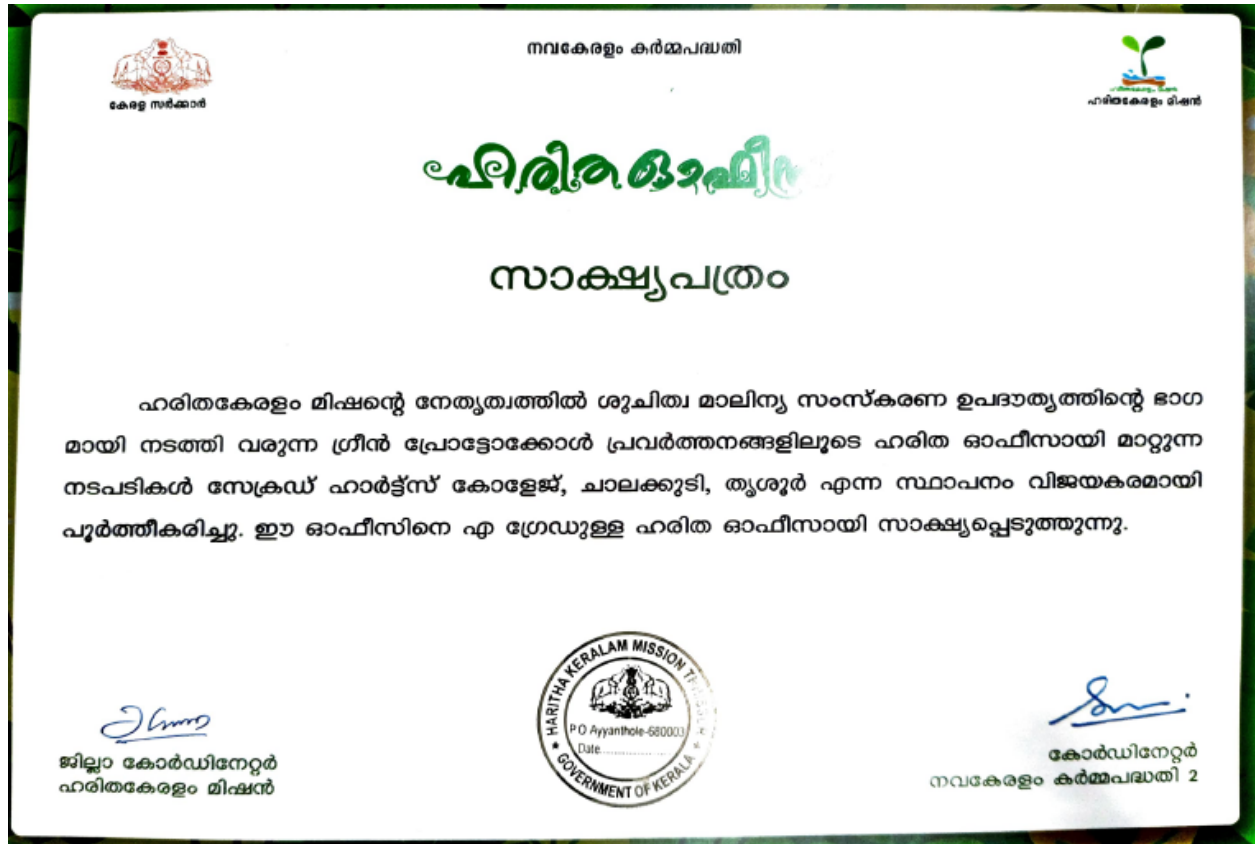 നവകേരളം കർമ്മപദ്ധതി
കേരള സർക്കാർ
ഹരിതകേരളം മിഷൻ
ഹരിത ഓഫീസ്
സാക്ഷ്യപത്രം
ഹരിതകേരളം മിഷന്റെ നേതൃത്വത്തിൽ ശുചിത്വ മാലിന്യ സംസ്കരണ ഉപദൗത്യത്തിന്റെ ഭാഗ
മായി നടത്തി വരുന്ന ഗ്രീൻ പ്രോട്ടോക്കോൾ പ്രവർത്തനങ്ങളിലൂടെ ഹരിത ഓഫീസായി മാറ്റുന്ന
നടപടികൾ സേക്രഡ് ഹാർട്ട്സ് കോളേജ്, ചാലക്കുടി, തൃശൂർ എന്ന സ്ഥാപനം വിജയകരമായി
പൂർത്തീകരിച്ചു. ഈ ഓഫീസിനെ എ ഗ്രേഡുള്ള ഹരിത ഓഫീസായി സാക്ഷ്യപ്പെടുത്തുന്നു.
HARITHA KERALAM MISSION
P O Ayyanthole-680003
Date
GOVERNMENT OF KERALA
ജില്ലാ കോർഡിനേറ്റർ
ഹരിതകേരളം മിഷൻ
കോർഡിനേറ്റർ
നവകേരളം കർമ്മപദ്ധതി 2